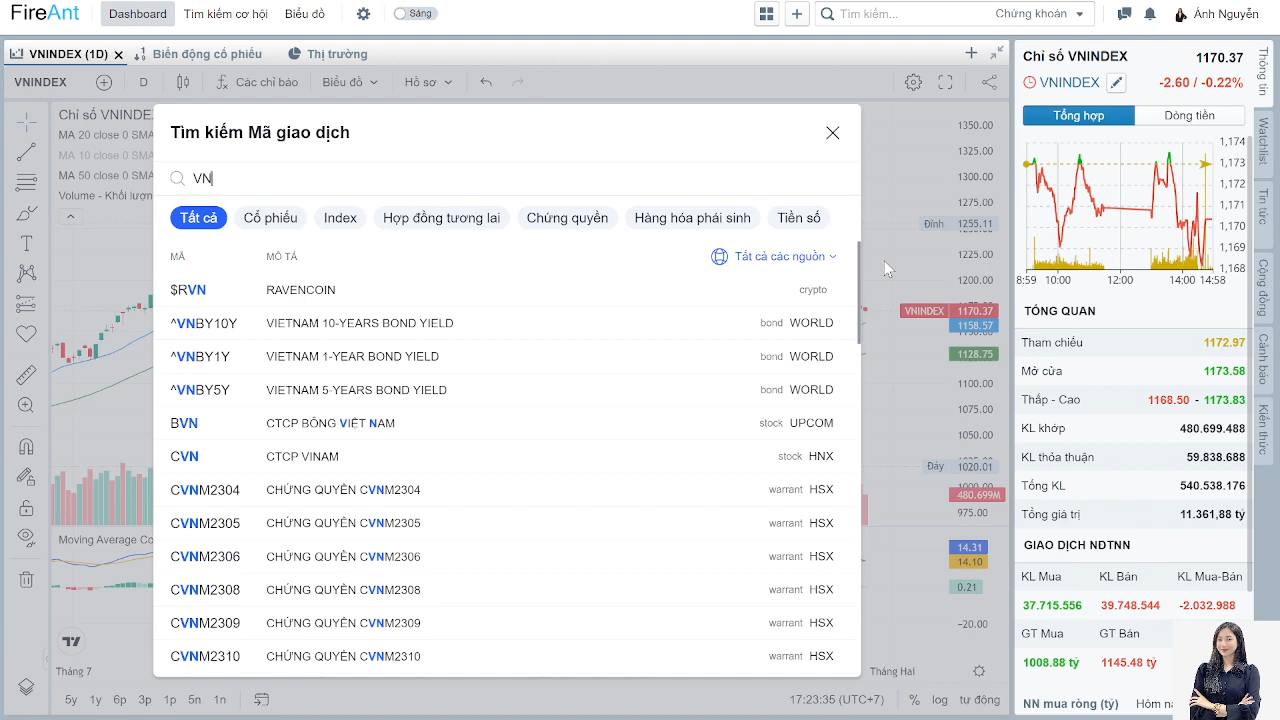 FireAnt Dashboard Tìm kiếm cơ hội Biểu đồ Sáng Tìm kiếm... Chứng khoán Ánh Nguyễn
VNINDEX (1D) Biến động cổ phiếu Thị trường
VNINDEX D Các chỉ báo Biểu đồ Hồ sơ
Chỉ số VNINDEX
MA 20 close 0 SMA
MA 10 close 0 SMA
MA 50 close 0 SMA
Volume - Khối lượn
Moving Average Co
Tìm kiếm Mã giao dịch
VN
Tất cả Cổ phiếu Index Hợp đồng tương lai Chứng quyền Hàng hóa phái sinh Tiền số
MÃ MÔ TẢ Tất cả các nguồn
$RVN RAVENCOIN crypto
^VNBY10Y VIETNAM 10-YEARS BOND YIELD bond WORLD
^VNBY1Y VIETNAM 1-YEAR BOND YIELD bond WORLD
^VNBY5Y VIETNAM 5-YEARS BOND YIELD bond WORLD
BVN CTCP BÔNG VIỆT NAM stock UPCOM
CVN CTCP VINAM stock HNX
CVNM2304 CHỨNG QUYỀN CVNM2304 warrant HSX
CVNM2305 CHỨNG QUYỀN CVNM2305 warrant HSX
CVNM2306 CHỨNG QUYỀN CVNM2306 warrant HSX
CVNM2308 CHỨNG QUYỀN CVNM2308 warrant HSX
CVNM2309 CHỨNG QUYỀN CVNM2309 warrant HSX
CVNM2310 CHỨNG QUYỀN CVNM2310 warrant HSX
1350.00
1325.00
1300.00
1275.00
Đỉnh 1255.11
1225.00
1200.00
VNINDEX 1170.37
1158.57
1128.75
1100.00
1075.00
1050.00
Đáy 1020.01
480.699M
975.00
14.31
14.10
0.21
−20.00
Tháng 7 Tháng Hai
5y 1y 6p 3p 1p 5n 1n 17:23:35 (UTC+7) % log tự động
Chỉ số VNINDEX 1170.37
VNINDEX -2.60 / -0.22%
Tổng hợp Dòng tiền
1,174
1,173
1,172
1,171
1,170
1,169
1,168
8:59 10:00 12:00 14:00 14:58
TỔNG QUAN
Tham chiếu 1172.97
Mở cửa 1173.58
Thấp - Cao 1168.50 - 1173.83
KL khớp 480.699.488
KL thỏa thuận 59.838.688
Tổng KL 540.538.176
Tổng giá trị 11.361,88 tỷ
GIAO DỊCH NDTNN
KL Mua KL Bán KL Mua-Bán
37.715.556 39.748.544 -2.032.988
GT Mua GT Bán
1008.88 tỷ 1145.48 tỷ
NN mua ròng (tỷ) Hôm
Thông tin
Watchlist
Tin tức
Cộng đồng
Cảnh báo
Kiến thức